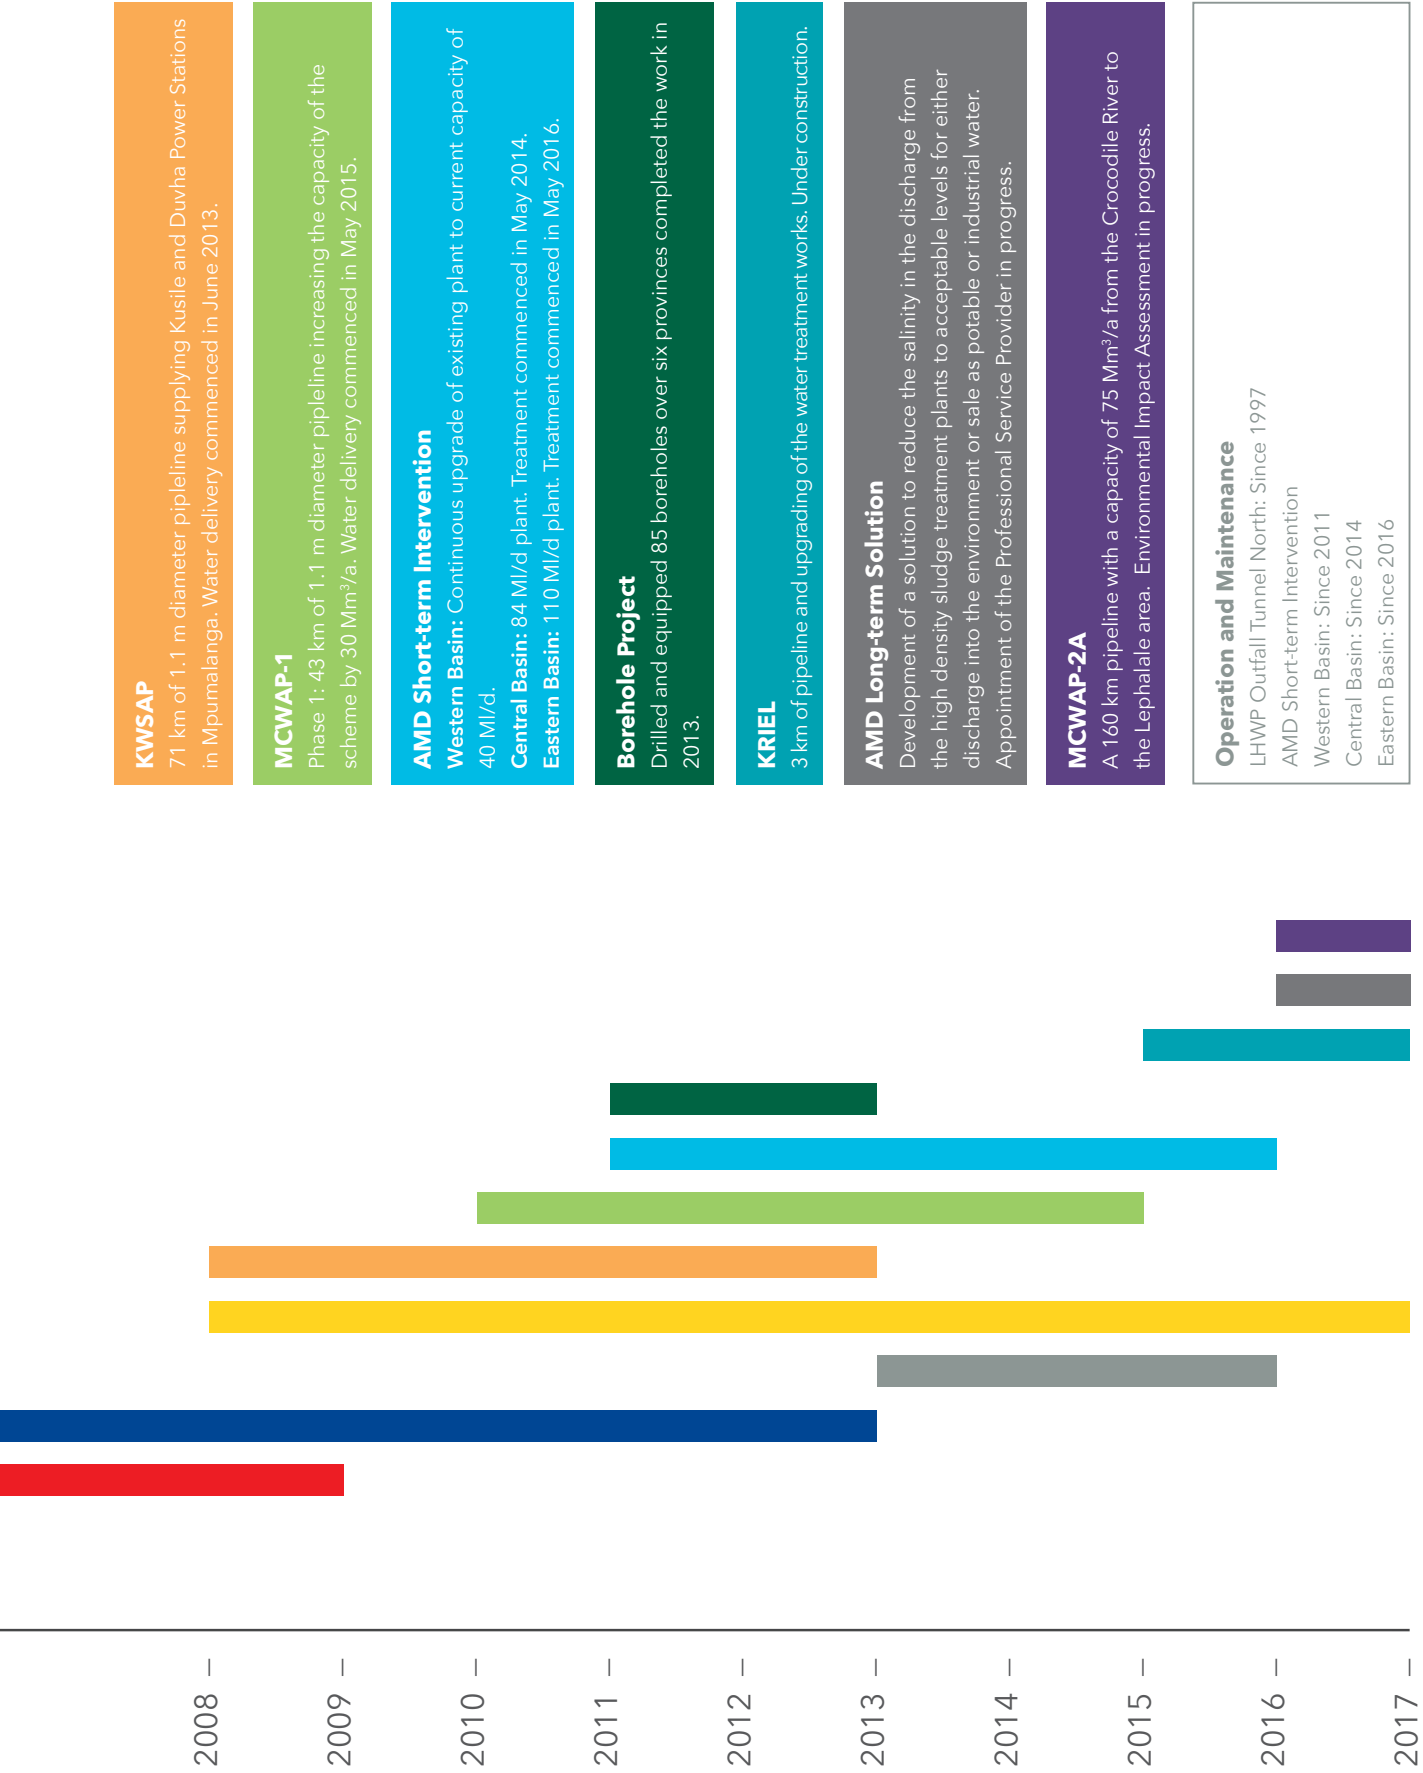 KWSAP
71 km of 1.1 m diameter pipleline supplying Kusile and Duvha Power Stations
in Mpumalanga. Water delivery commenced in June 2013.
MCWAP-1
Phase 1: 43 km of 1.1 m diameter pipleline increasing the capacity of the
scheme by 30 Mm³/a. Water delivery commenced in May 2015.
AMD Short-term Intervention
Western Basin: Continuous upgrade of existing plant to current capacity of
40 Ml/d.
Central Basin: 84 Ml/d plant. Treatment commenced in May 2014.
Eastern Basin: 110 Ml/d plant. Treatment commenced in May 2016.
Borehole Project
Drilled and equipped 85 boreholes over six provinces completed the work in
2013.
KRIEL
3 km of pipeline and upgrading of the water treatment works. Under construction.
AMD Long-term Solution
Development of a solution to reduce the salinity in the discharge from
the high density sludge treatment plants to acceptable levels for either
discharge into the environment or sale as potable or industrial water.
Appointment of the Professional Service Provider in progress.
MCWAP-2A
A 160 km pipeline with a capacity of 75 Mm³/a from the Crocodile River to
the Lephalale area. Environmental Impact Assessment in progress.
Operation and Maintenance
LHWP Outfall Tunnel North: Since 1997
AMD Short-term Intervention
Western Basin: Since 2011
Central Basin: Since 2014
Eastern Basin: Since 2016
2008
2009
2010
2011
2012
2013
2014
2015
2016
2017